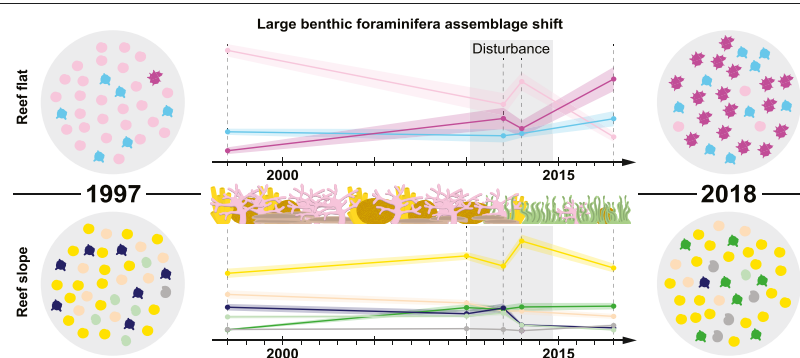 Large benthic foraminifera assemblage shift
Disturbance
Reef flat
2000
2015
1997
2018
Reef slope
2000
2015